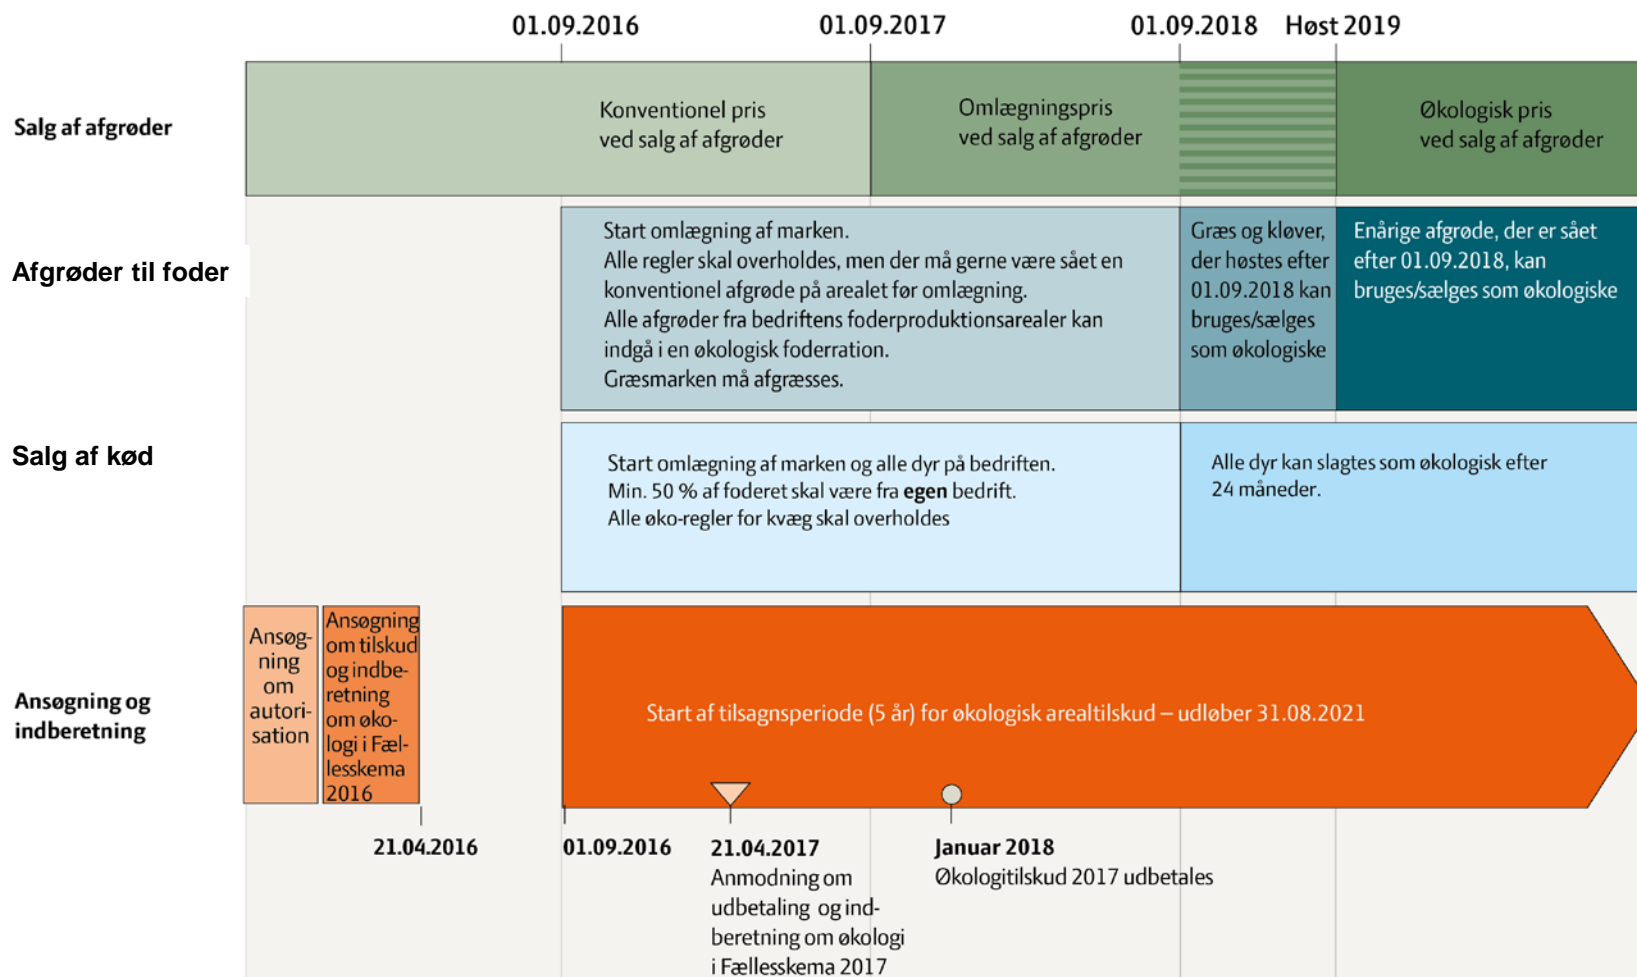 01.09.2016
01.09.2017
01.09.2018
Høst 2019
Salg af afgrøder
Konventionel pris
ved salg af afgrøder
Omlægningspris
ved salg af afgrøder
Økologisk pris
ved salg af afgrøder
Afgrøder til foder
Start omlægning af marken.
Alle regler skal overholdes, men der må gerne være sået en
konventionel afgrøde på arealet før omlægning.
Alle afgrøder fra bedriftens foderproduktionsarealer kan
indgå i en økologisk foderration.
Græsmarken må afgræsses.
Græs og kløver,
der høstes efter
01.09.2018 kan
bruges/sælges
som økologiske
Enårige afgrøde, der er sået
efter 01.09.2018, kan
bruges/sælges som økologiske
Salg af kød
Start omlægning af marken og alle dyr på bedriften.
Min. 50 % af foderet skal være fra egen bedrift.
Alle øko-regler for kvæg skal overholdes
Alle dyr kan slagtes som økologisk efter
24 måneder.
Ansøgning og
indberetning
Ansøg-
ning
om
autori-
sation
Ansøgning
om tilskud
og indbe-
retning
om øko-
logi i Fæl-
lesskema
2016
Start af tilsagnsperiode (5 år) for økologisk arealtilskud – udløber 31.08.2021
21.04.2016
01.09.2016
21.04.2017
Anmodning om
udbetaling og ind-
beretning om økologi
i Fællesskema 2017
Januar 2018
Økologitilskud 2017 udbetales